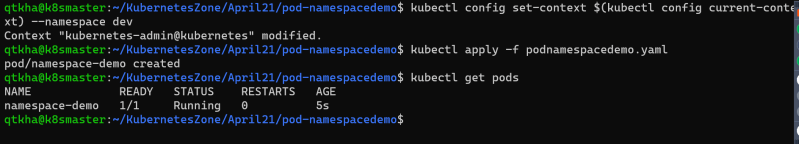 qtkha@k8smaster:~/KubernetesZone/April21/pod-namespacedemo$ kubectl config set-context $(kubectl config current-conte
xt) --namespace dev
Context "kubernetes-admin@kubernetes" modified.
qtkha@k8smaster:~/KubernetesZone/April21/pod-namespacedemo$ kubectl apply -f podnamespacedemo.yaml
pod/namespace-demo created
qtkha@k8smaster:~/KubernetesZone/April21/pod-namespacedemo$ kubectl get pods
NAME             READY   STATUS    RESTARTS   AGE
namespace-demo   1/1     Running   0          5s
qtkha@k8smaster:~/KubernetesZone/April21/pod-namespacedemo$